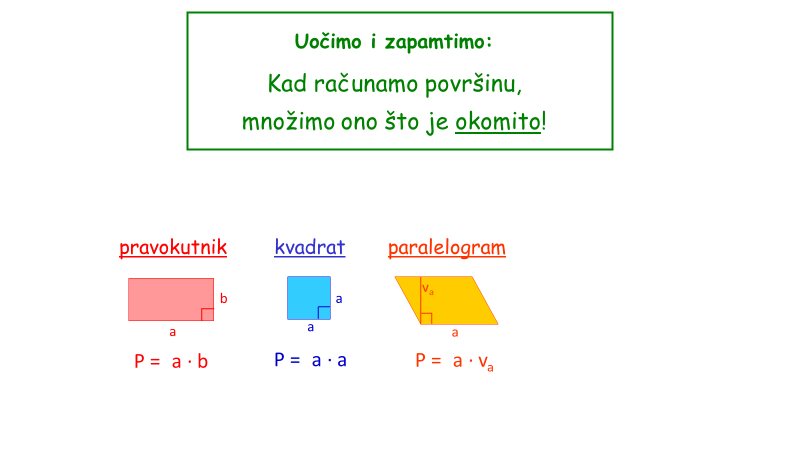 Uočimo i zapamtimo:
Kad računamo površinu,
množimo ono što je okomito!
pravokutnik
kvadrat
paralelogram
b
a
P = a · b
a
a
P = a · a
vₐ
a
P = a · vₐ